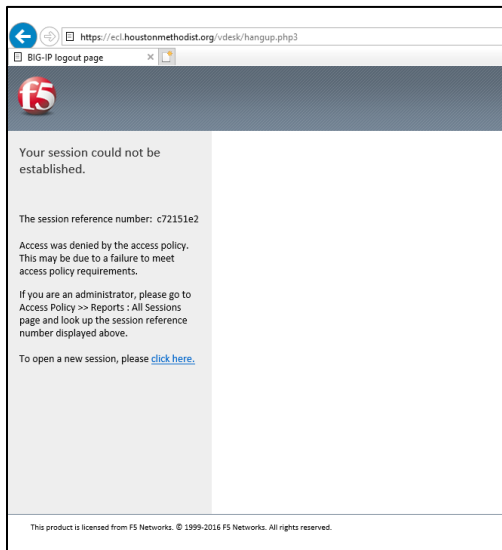 https://ecl.houstonmethodist.org/vdesk/hangup.php3
BIG-IP logout page
f5
Your session could not be
established.
The session reference number: c72151e2
Access was denied by the access policy.
This may be due to a failure to meet
access policy requirements.
If you are an administrator, please go to
Access Policy >> Reports : All Sessions
page and look up the session reference
number displayed above.
To open a new session, please click here.
This product is licensed from F5 Networks. © 1999-2016 F5 Networks. All rights reserved.